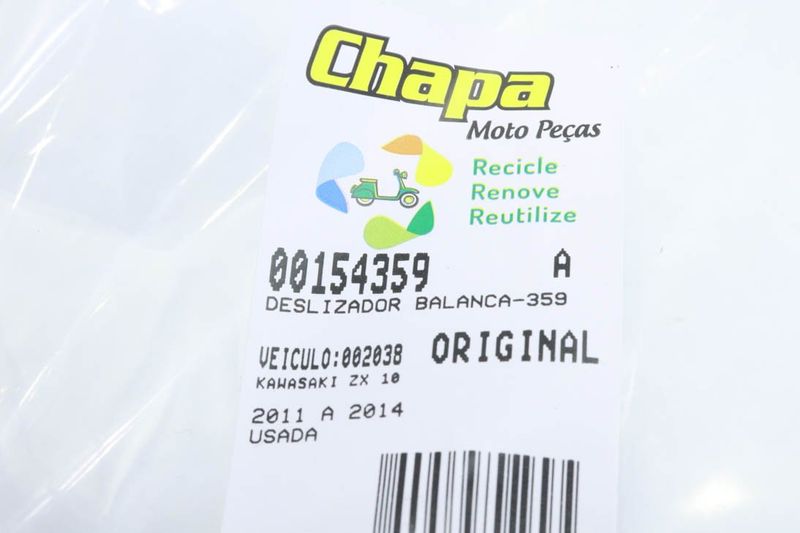 Chapa
Moto Peças
Recicle
Renove
Reutilize
00154359 A
DESLIZADOR BALANCA-359
VEICULO:002038 ORIGINAL
KAWASAKI ZX 10
2011 A 2014
USADA